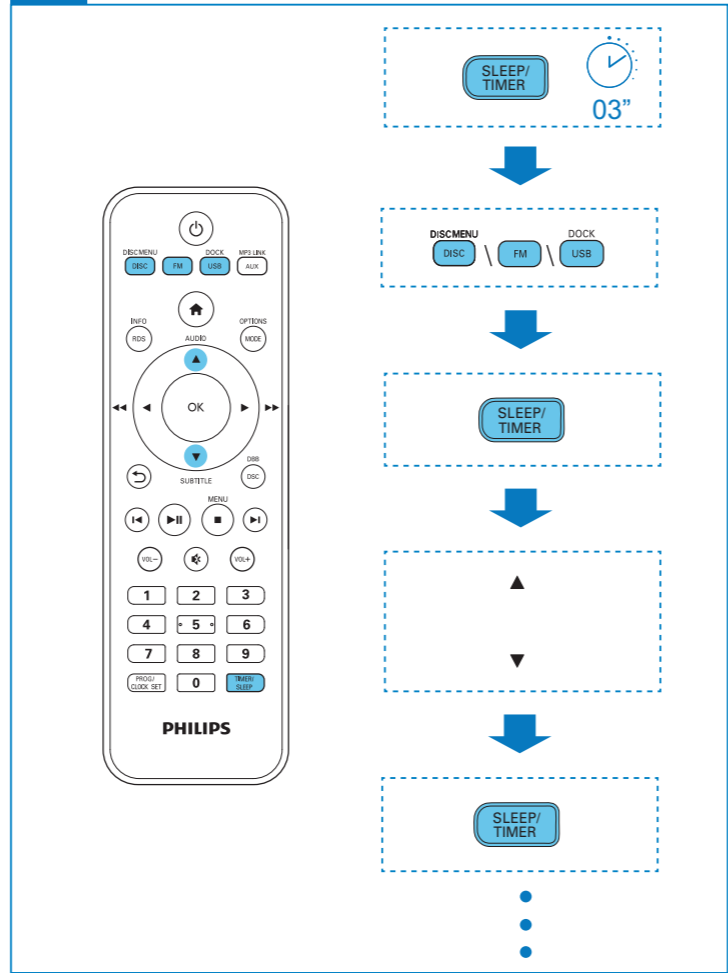 SLEEP/
TIMER
03”
DISCMENU DOCK
DISC \ FM \ USB
SLEEP/
TIMER
▲
▼
SLEEP/
TIMER
DISCMENU DOCK MP3 LINK
DISC FM USB AUX
INFO OPTIONS
RDS AUDIO MODE
OK
DBB
SUBTITLE DSC
MENU
VOL− VOL+
1 2 3
4 5 6
7 8 9
PROG/ TIMER/
CLOCK SET 0 SLEEP
PHILIPS